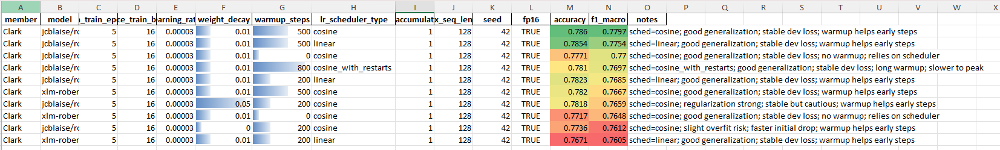 A B C D E F G H I J K L M N O P Q R S T U V W X
member model _train_epo ce_train_b earning_rat weight_decay warmup_steps lr_scheduler_type accumulat x_seq_len seed fp16 accuracy f1_macro notes
Clark jcblaise/ro 5 16 0.00003 0.01 500 cosine 1 128 42 TRUE 0.786 0.7797 sched=cosine; good generalization; stable dev loss; warmup helps early steps
Clark jcblaise/ro 5 16 0.00003 0.01 500 linear 1 128 42 TRUE 0.7854 0.7754 sched=linear; good generalization; stable dev loss; warmup helps early steps
Clark jcblaise/ro 5 16 0.00003 0.01 0 cosine 1 128 42 TRUE 0.7771 0.77 sched=cosine; good generalization; stable dev loss; no warmup; relies on scheduler
Clark jcblaise/ro 5 16 0.00003 0.01 800 cosine_with_restarts 1 128 42 TRUE 0.781 0.7697 sched=cosine_with_restarts; good generalization; stable dev loss; long warmup; slower to peak
Clark jcblaise/ro 5 16 0.00003 0.01 200 linear 1 128 42 TRUE 0.7823 0.7685 sched=linear; good generalization; stable dev loss; warmup helps early steps
Clark xlm-rober 5 16 0.00003 0.01 500 cosine 1 128 42 TRUE 0.782 0.7667 sched=cosine; good generalization; stable dev loss; warmup helps early steps
Clark jcblaise/ro 5 16 0.00003 0.05 200 cosine 1 128 42 TRUE 0.7818 0.7659 sched=cosine; regularization strong; stable but cautious; warmup helps early steps
Clark xlm-rober 5 16 0.00003 0.01 0 cosine 1 128 42 TRUE 0.7717 0.7648 sched=cosine; good generalization; stable dev loss; no warmup; relies on scheduler
Clark jcblaise/ro 5 16 0.00003 0 200 cosine 1 128 42 TRUE 0.7736 0.7612 sched=cosine; slight overfit risk; faster initial drop; warmup helps early steps
Clark xlm-rober 5 16 0.00003 0.01 200 linear 1 128 42 TRUE 0.7671 0.7605 sched=linear; good generalization; stable dev loss; warmup helps early steps